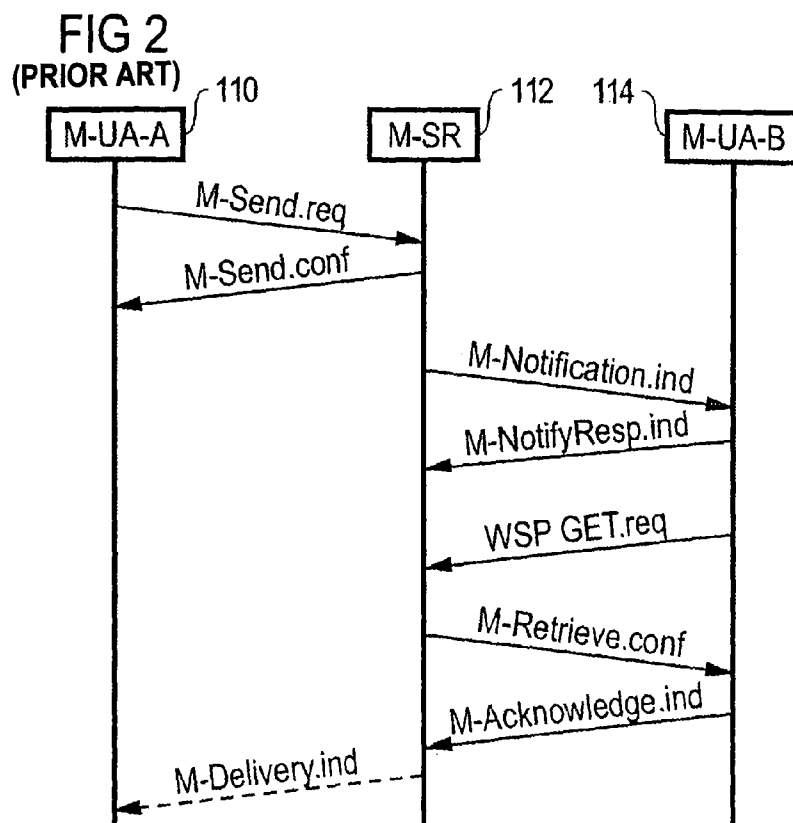 FIG 2
(PRIOR ART)
110
112
114
M-UA-A
M-SR
M-UA-B
M-Send.req
M-Send.conf
M-Notification.ind
M-NotifyResp.ind
WSP GET.req
M-Retrieve.conf
M-Acknowledge.ind
M-Delivery.ind